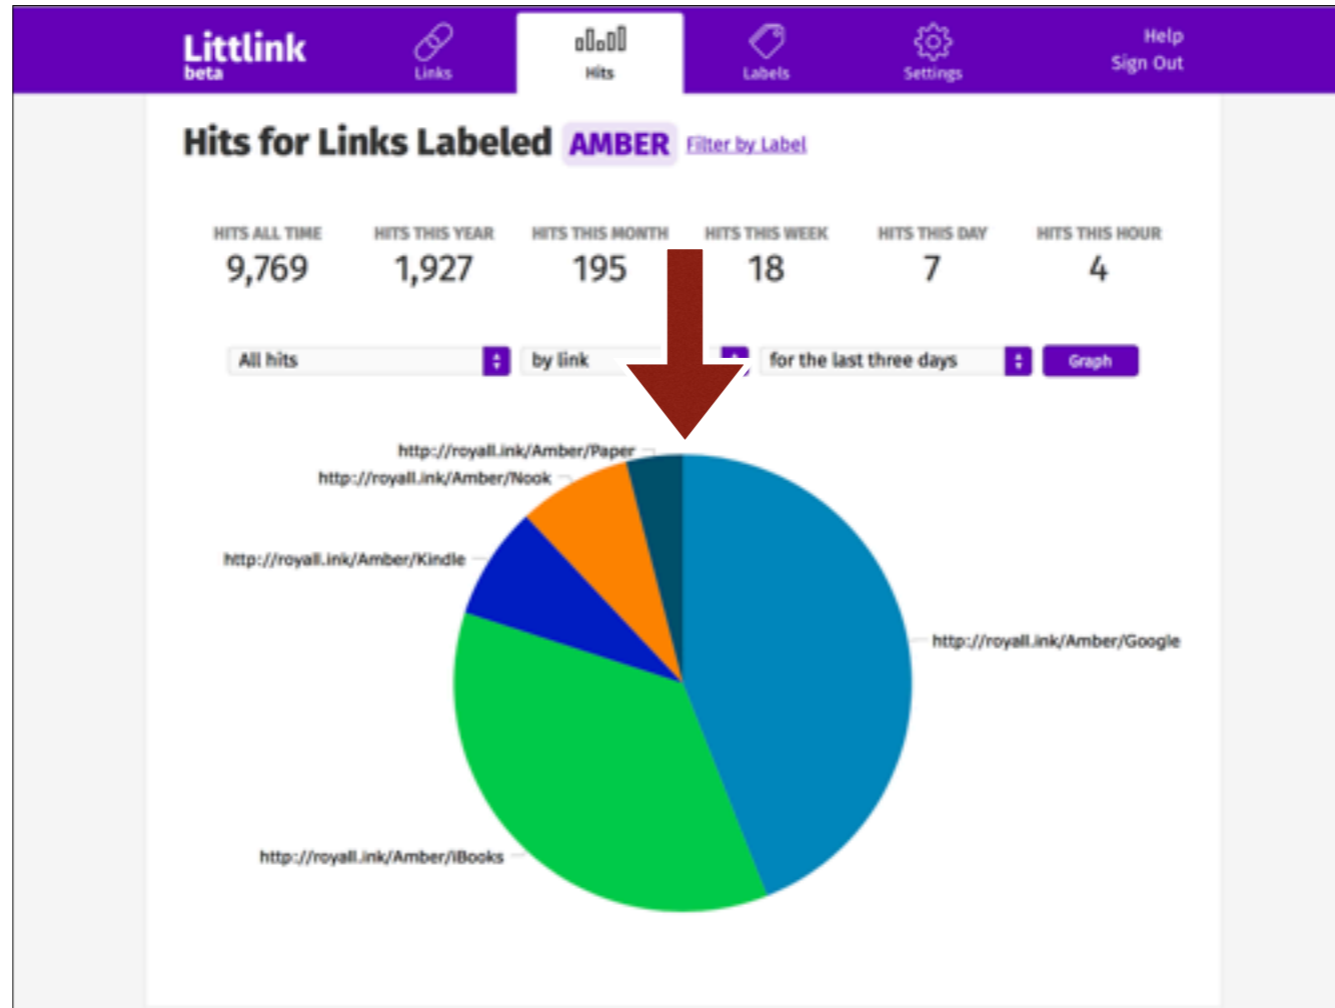 Littlink
beta
Links
Hits
Labels
Settings
Help
Sign Out
Hits for Links Labeled AMBER Filter by Label
HITS ALL TIME HITS THIS YEAR HITS THIS MONTH HITS THIS WEEK HITS THIS DAY HITS THIS HOUR
9,769 1,927 195 18 7 4
All hits by link for the last three days Graph
http://royall.ink/Amber/Paper
http://royall.ink/Amber/Nook
http://royall.ink/Amber/Kindle
http://royall.ink/Amber/Google
http://royall.ink/Amber/iBooks